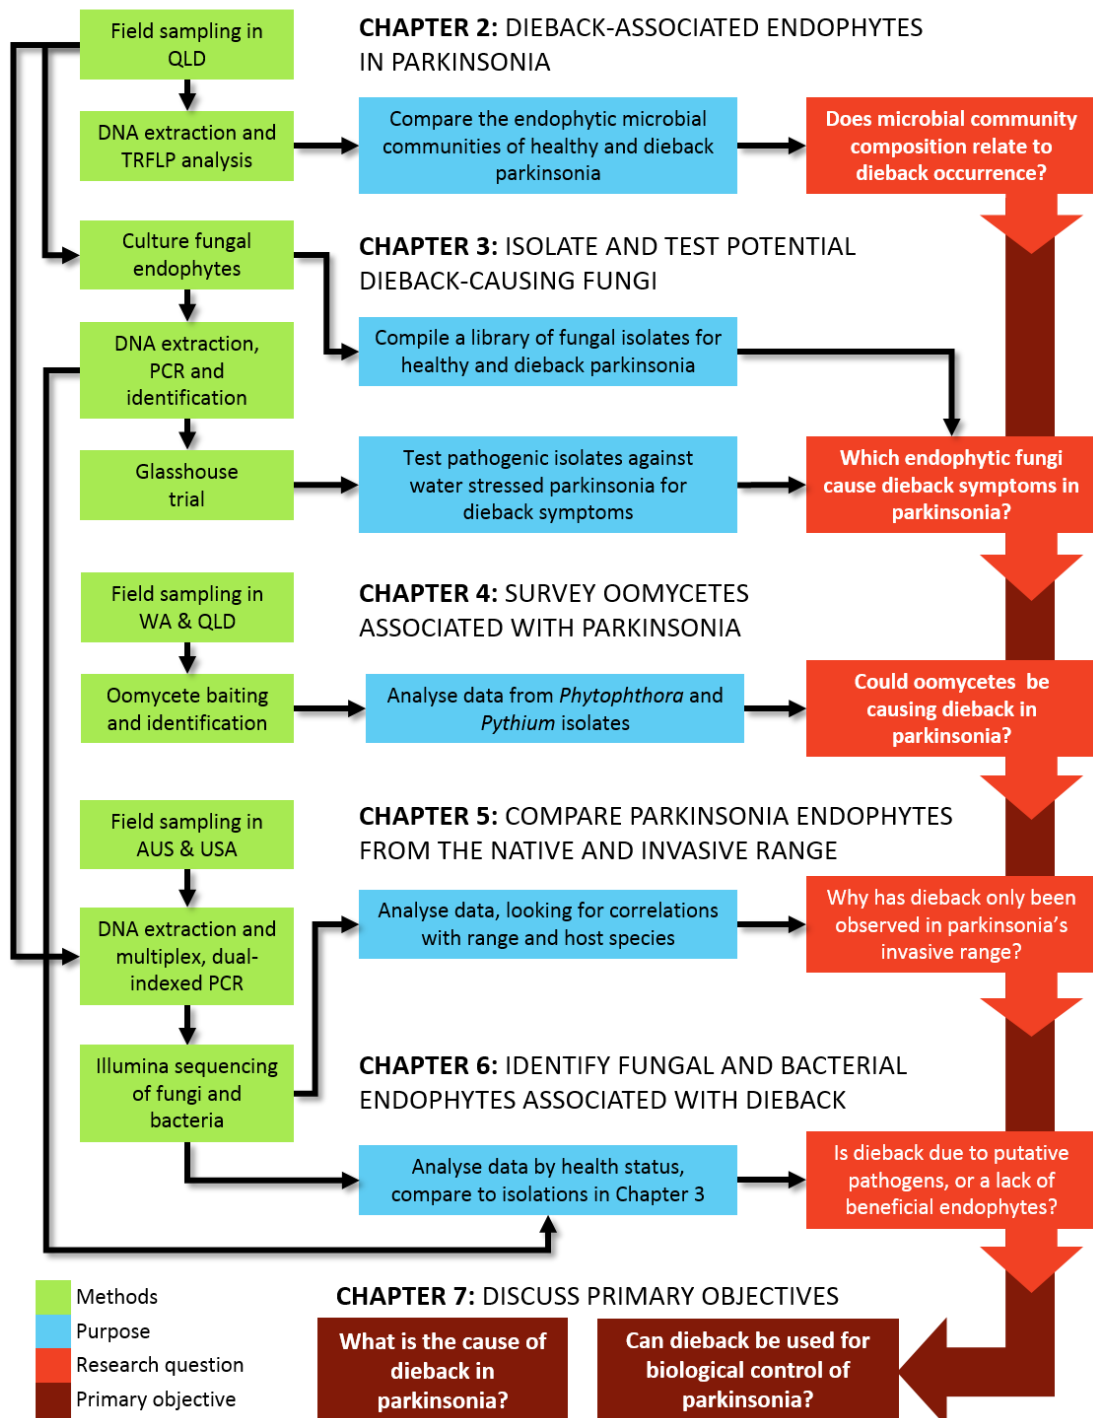 Field sampling in
QLD
CHAPTER 2: DIEBACK-ASSOCIATED ENDOPHYTES
IN PARKINSONIA
DNA extraction and
TRFLP analysis
Compare the endophytic microbial
communities of healthy and dieback
parkinsonia
Does microbial community
composition relate to
dieback occurrence?
Culture fungal
endophytes
CHAPTER 3: ISOLATE AND TEST POTENTIAL
DIEBACK-CAUSING FUNGI
DNA extraction,
PCR and
identification
Compile a library of fungal isolates for
healthy and dieback parkinsonia
Glasshouse
trial
Test pathogenic isolates against
water stressed parkinsonia for
dieback symptoms
Which endophytic fungi
cause dieback symptoms in
parkinsonia?
Field sampling in
WA & QLD
CHAPTER 4: SURVEY OOMYCETES
ASSOCIATED WITH PARKINSONIA
Oomycete baiting
and identification
Analyse data from Phytophthora and
Pythium isolates
Could oomycetes be
causing dieback in
parkinsonia?
Field sampling in
AUS & USA
CHAPTER 5: COMPARE PARKINSONIA ENDOPHYTES
FROM THE NATIVE AND INVASIVE RANGE
DNA extraction and
multiplex, dual-
indexed PCR
Analyse data, looking for correlations
with range and host species
Why has dieback only been
observed in parkinsonia's
invasive range?
Illumina sequencing
of fungi and
bacteria
CHAPTER 6: IDENTIFY FUNGAL AND BACTERIAL
ENDOPHYTES ASSOCIATED WITH DIEBACK
Analyse data by health status,
compare to isolations in Chapter 3
Is dieback due to putative
pathogens, or a lack of
beneficial endophytes?
Methods
Purpose
Research question
Primary objective
CHAPTER 7: DISCUSS PRIMARY OBJECTIVES
What is the cause of
dieback in
parkinsonia?
Can dieback be used for
biological control of
parkinsonia?